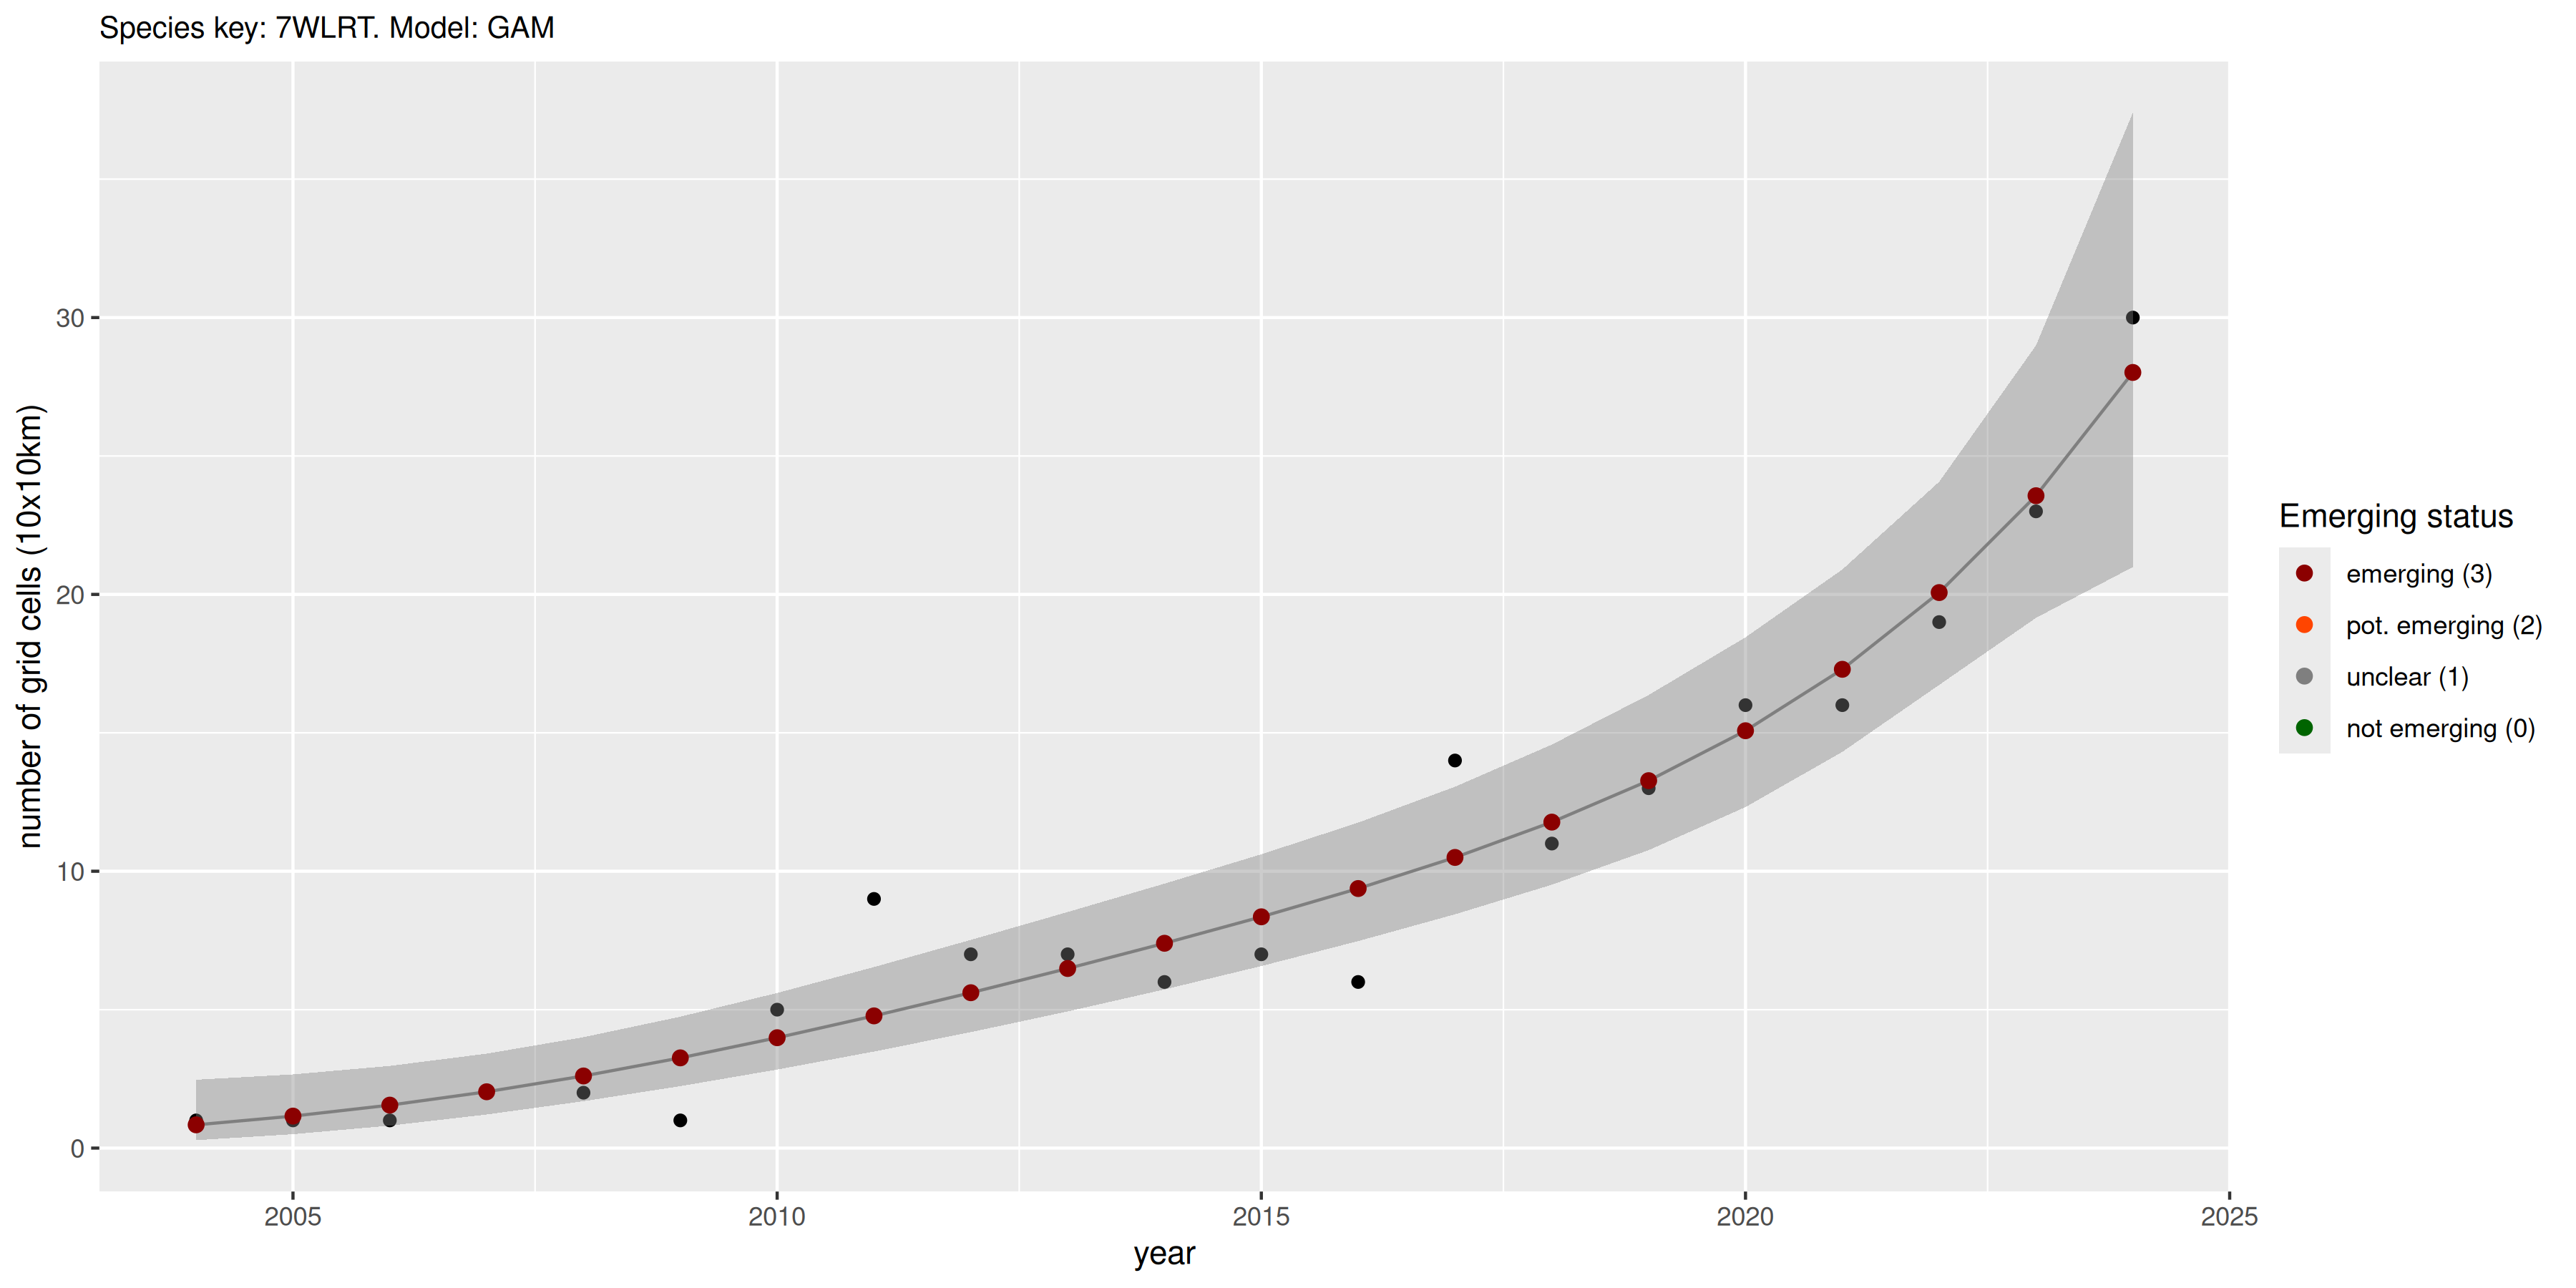 Species key: 7WLRT. Model: GAM
number of grid cells (10x10km)
30
20
10
0
2005
2010
2015
2020
2025
year
Emerging status
emerging (3)
pot. emerging (2)
unclear (1)
not emerging (0)